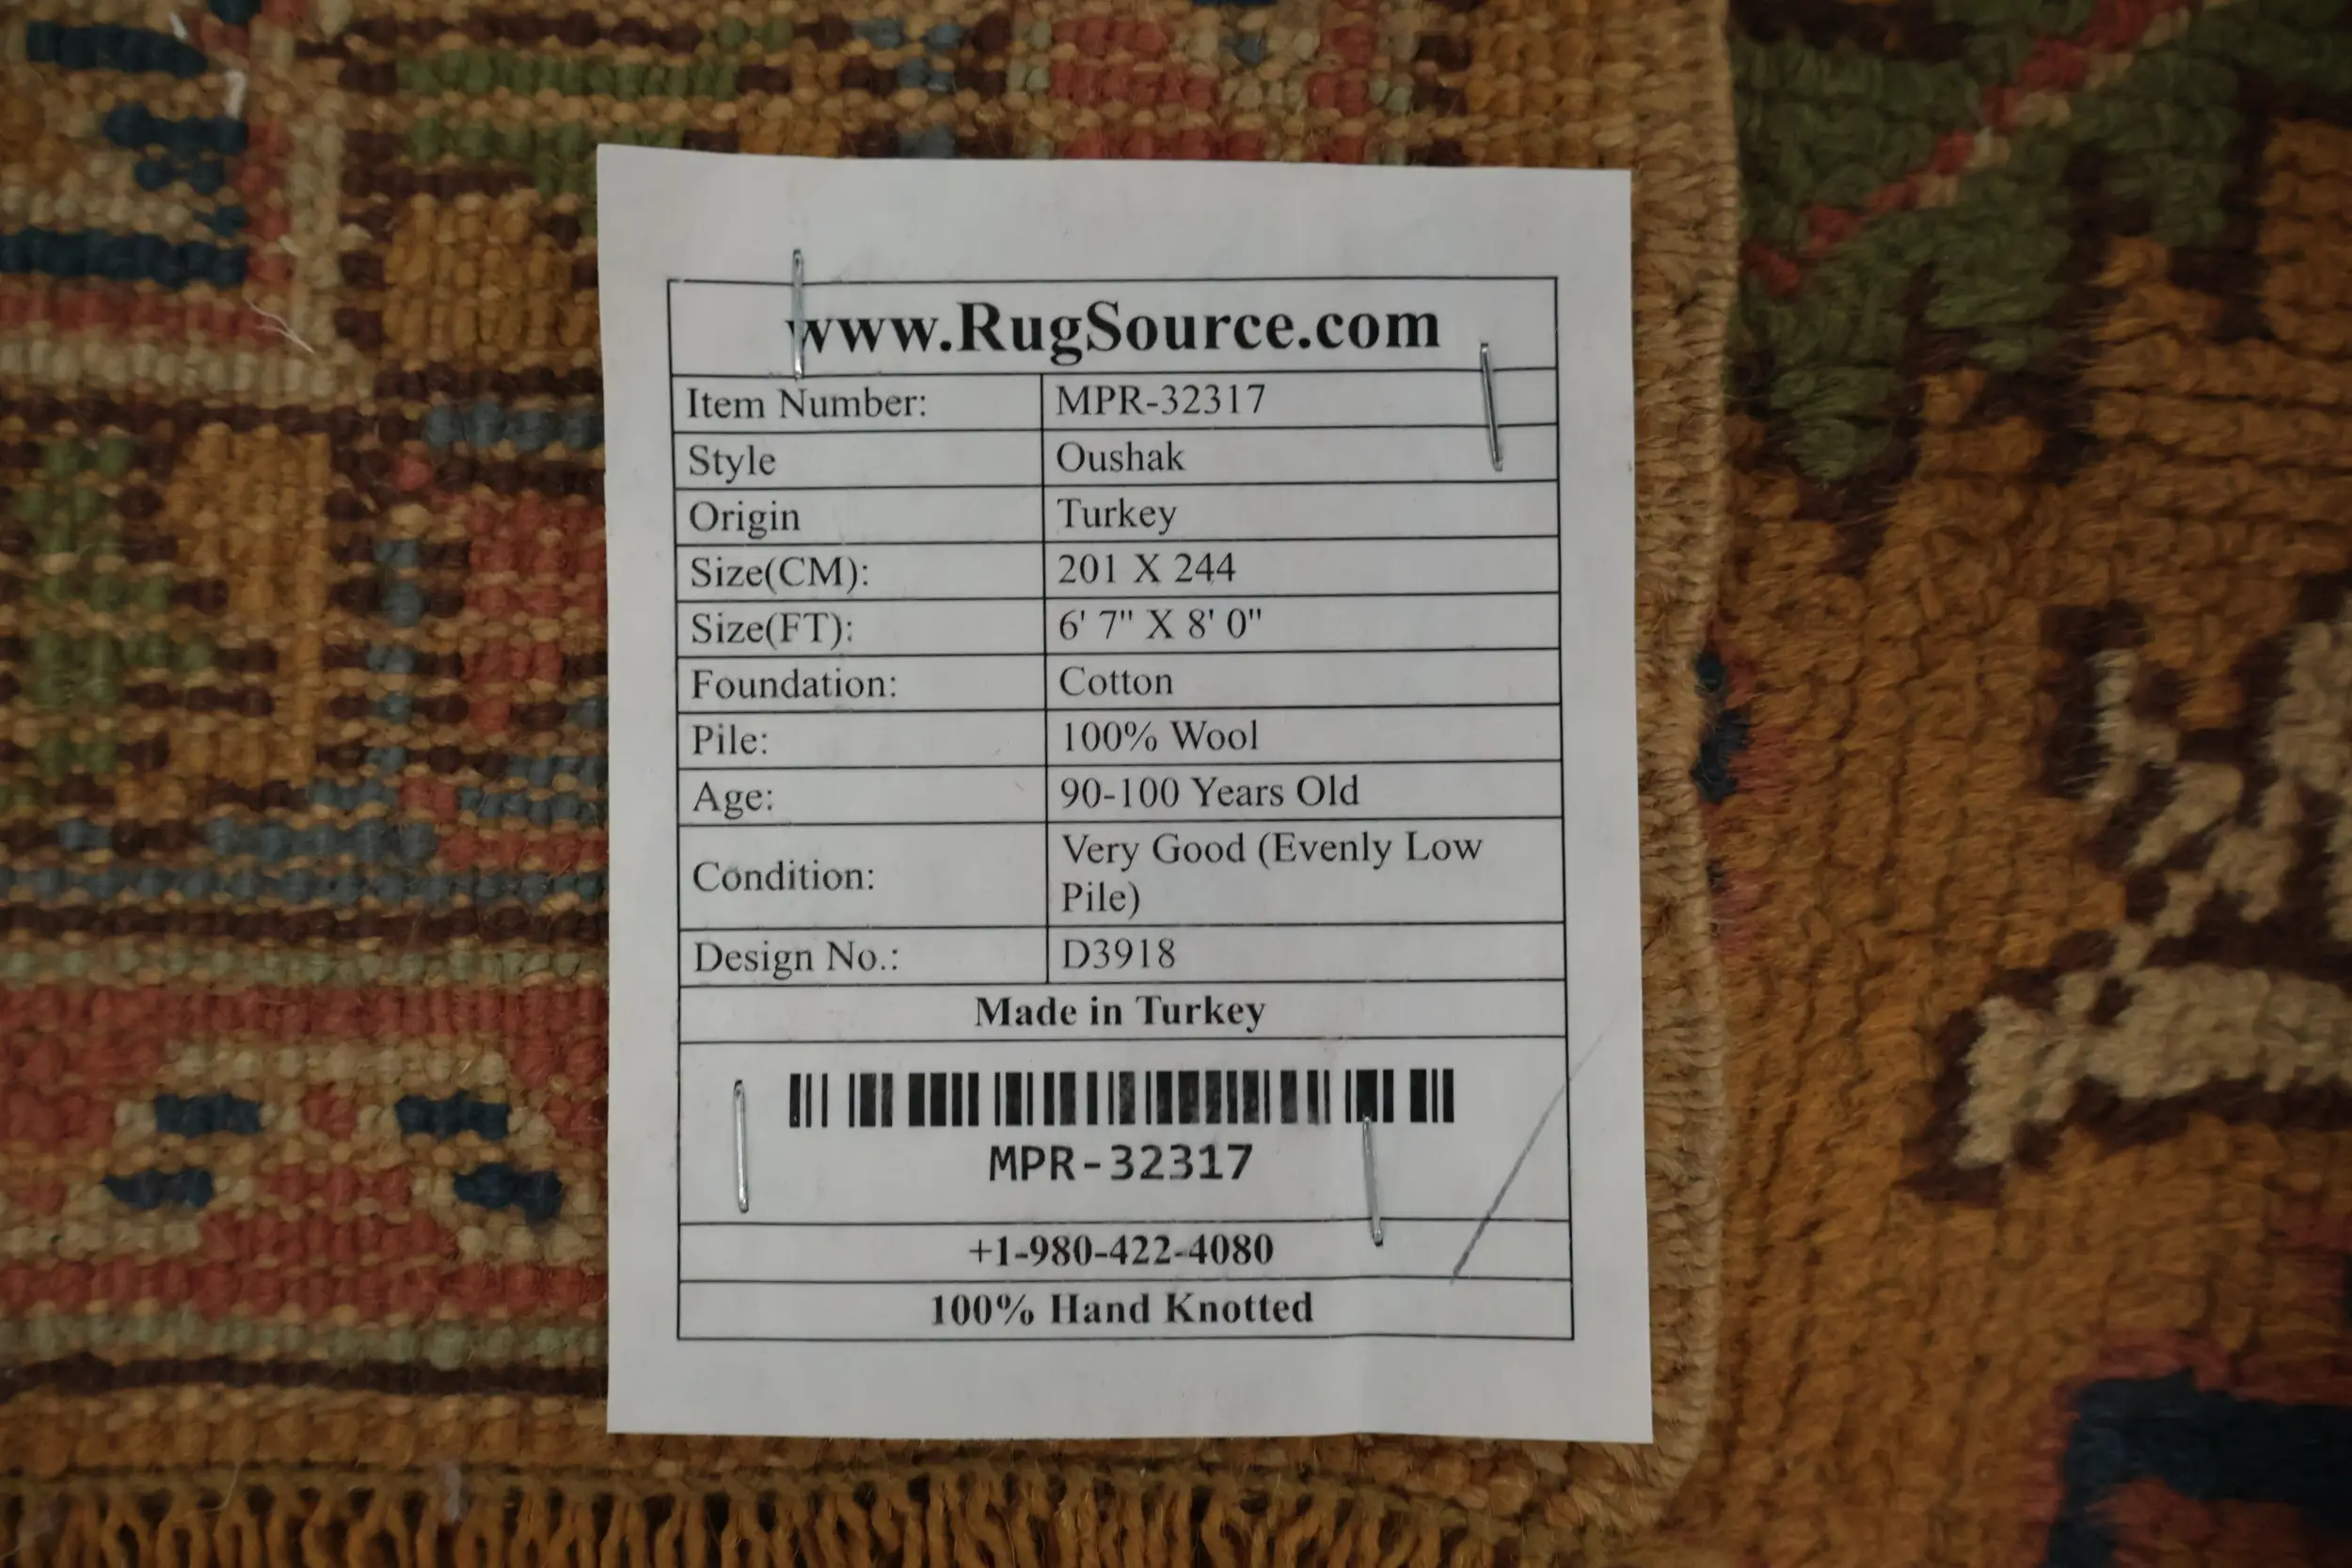 www.RugSource.com
Item Number: MPR-32317
Style Oushak
Origin Turkey
Size(CM): 201 X 244
Size(FT): 6' 7" X 8' 0"
Foundation: Cotton
Pile: 100% Wool
Age: 90-100 Years Old
Condition: Very Good (Evenly Low
Pile)
Design No.: D3918
Made in Turkey
MPR-32317
+1-980-422-4080
100% Hand Knotted